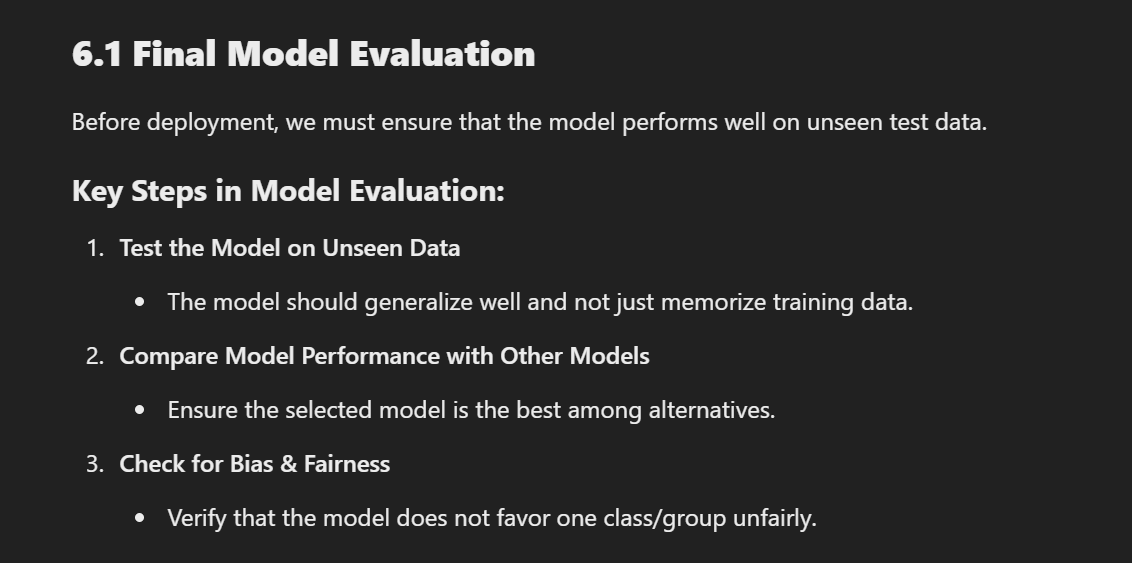 6.1 Final Model Evaluation
Before deployment, we must ensure that the model performs well on unseen test data.
Key Steps in Model Evaluation:
1. Test the Model on Unseen Data
• The model should generalize well and not just memorize training data.
2. Compare Model Performance with Other Models
• Ensure the selected model is the best among alternatives.
3. Check for Bias & Fairness
• Verify that the model does not favor one class/group unfairly.